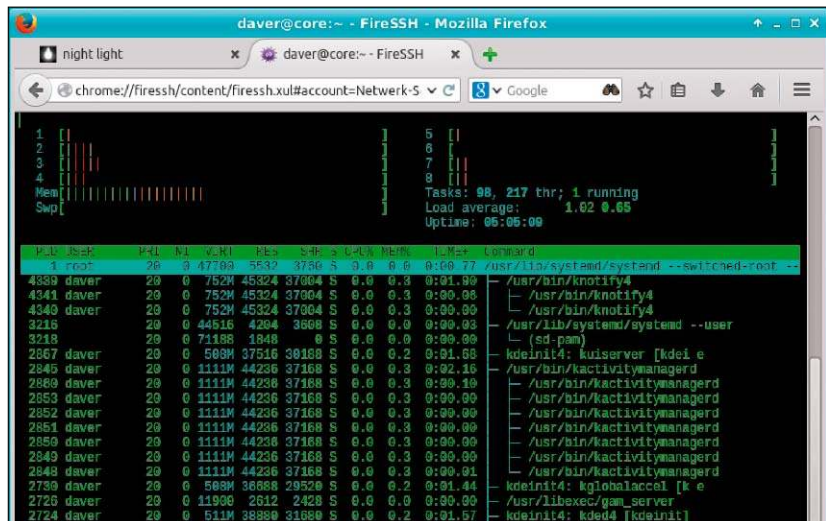 daver@core:~ - FireSSH - Mozilla Firefox
night light
daver@core:~ - FireSSH
chrome://firessh/content/firessh.xul#account=Netwerk-S
Google
1 [
2 [
3 [
4 [
Mem[
Swp[
5 [
6 [
7 [
8 [
Tasks: 98, 217 thr; 1 running
Load average: 1.02 0.65
Uptime: 05:05:09
PID USER PRI NI VIRT RES SHR S CPU% MEM% TIME+ Command
1 root 20 0 47700 5532 3760 S 0.0 0.0 0:00.77 /usr/lib/systemd/systemd --switched-root --
4339 daver 20 0 752M 45324 37004 S 0.0 0.3 0:01.90 ├─ /usr/bin/knotify4
4341 daver 20 0 752M 45324 37004 S 0.0 0.3 0:00.06 │ ├─ /usr/bin/knotify4
4340 daver 20 0 752M 45324 37004 S 0.0 0.3 0:00.00 │ └─ /usr/bin/knotify4
3216 20 0 44516 4204 3608 S 0.0 0.0 0:00.03 ├─ /usr/lib/systemd/systemd --user
3218 20 0 71188 1848 0 S 0.0 0.0 0:00.00 │ └─ (sd-pam)
2867 daver 20 0 508M 37516 30188 S 0.0 0.2 0:01.68 ├─ kdeinit4: kuiserver [kdei e
2845 daver 20 0 1111M 44236 37168 S 0.0 0.3 0:02.16 ├─ /usr/bin/kactivitymanagerd
2860 daver 20 0 1111M 44236 37168 S 0.0 0.3 0:00.10 │ ├─ /usr/bin/kactivitymanagerd
2853 daver 20 0 1111M 44236 37168 S 0.0 0.3 0:00.00 │ ├─ /usr/bin/kactivitymanagerd
2852 daver 20 0 1111M 44236 37168 S 0.0 0.3 0:00.00 │ ├─ /usr/bin/kactivitymanagerd
2851 daver 20 0 1111M 44236 37168 S 0.0 0.3 0:00.00 │ ├─ /usr/bin/kactivitymanagerd
2850 daver 20 0 1111M 44236 37168 S 0.0 0.3 0:00.00 │ ├─ /usr/bin/kactivitymanagerd
2849 daver 20 0 1111M 44236 37168 S 0.0 0.3 0:00.00 │ ├─ /usr/bin/kactivitymanagerd
2848 daver 20 0 1111M 44236 37168 S 0.0 0.3 0:00.01 │ └─ /usr/bin/kactivitymanagerd
2730 daver 20 0 508M 36688 29520 S 0.0 0.2 0:01.44 ├─ kdeinit4: kglobalaccel [k e
2726 daver 20 0 11900 2612 2428 S 0.0 0.0 0:00.00 ├─ /usr/libexec/gam_server
2724 daver 20 0 511M 38880 31680 S 0.0 0.2 0:01.57 ├─ kdeinit4: kded4 [kdeinit]